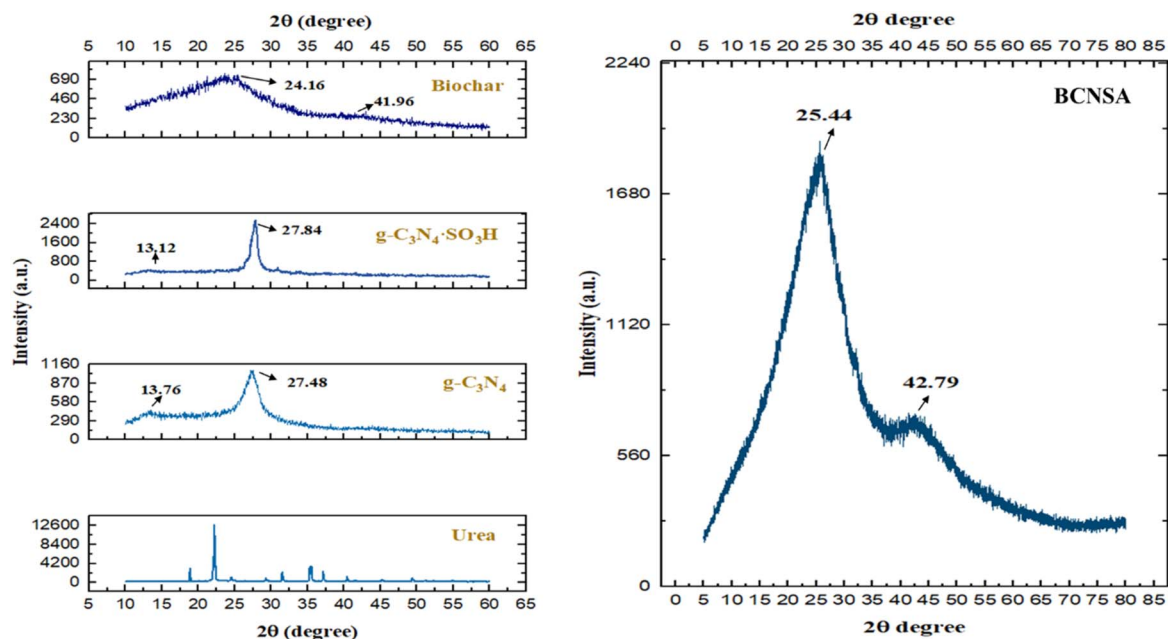 2θ (degree)
5 10 15 20 25 30 35 40 45 50 55 60 65
690
460
230
0
Biochar
24.16
41.96
2400
1600
800
0
g-C₃N₄·SO₃H
13.12
27.84
Intensity (a.u.)
1160
870
580
290
0
g-C₃N₄
13.76
27.48
12600
8400
4200
0
Urea
5 10 15 20 25 30 35 40 45 50 55 60 65
2θ (degree)
2θ degree
0 5 10 15 20 25 30 35 40 45 50 55 60 65 70 75 80 85
2240
1680
1120
560
0
Intensity (a.u.)
BCNSA
25.44
42.79
0 5 10 15 20 25 30 35 40 45 50 55 60 65 70 75 80 85
2θ degree